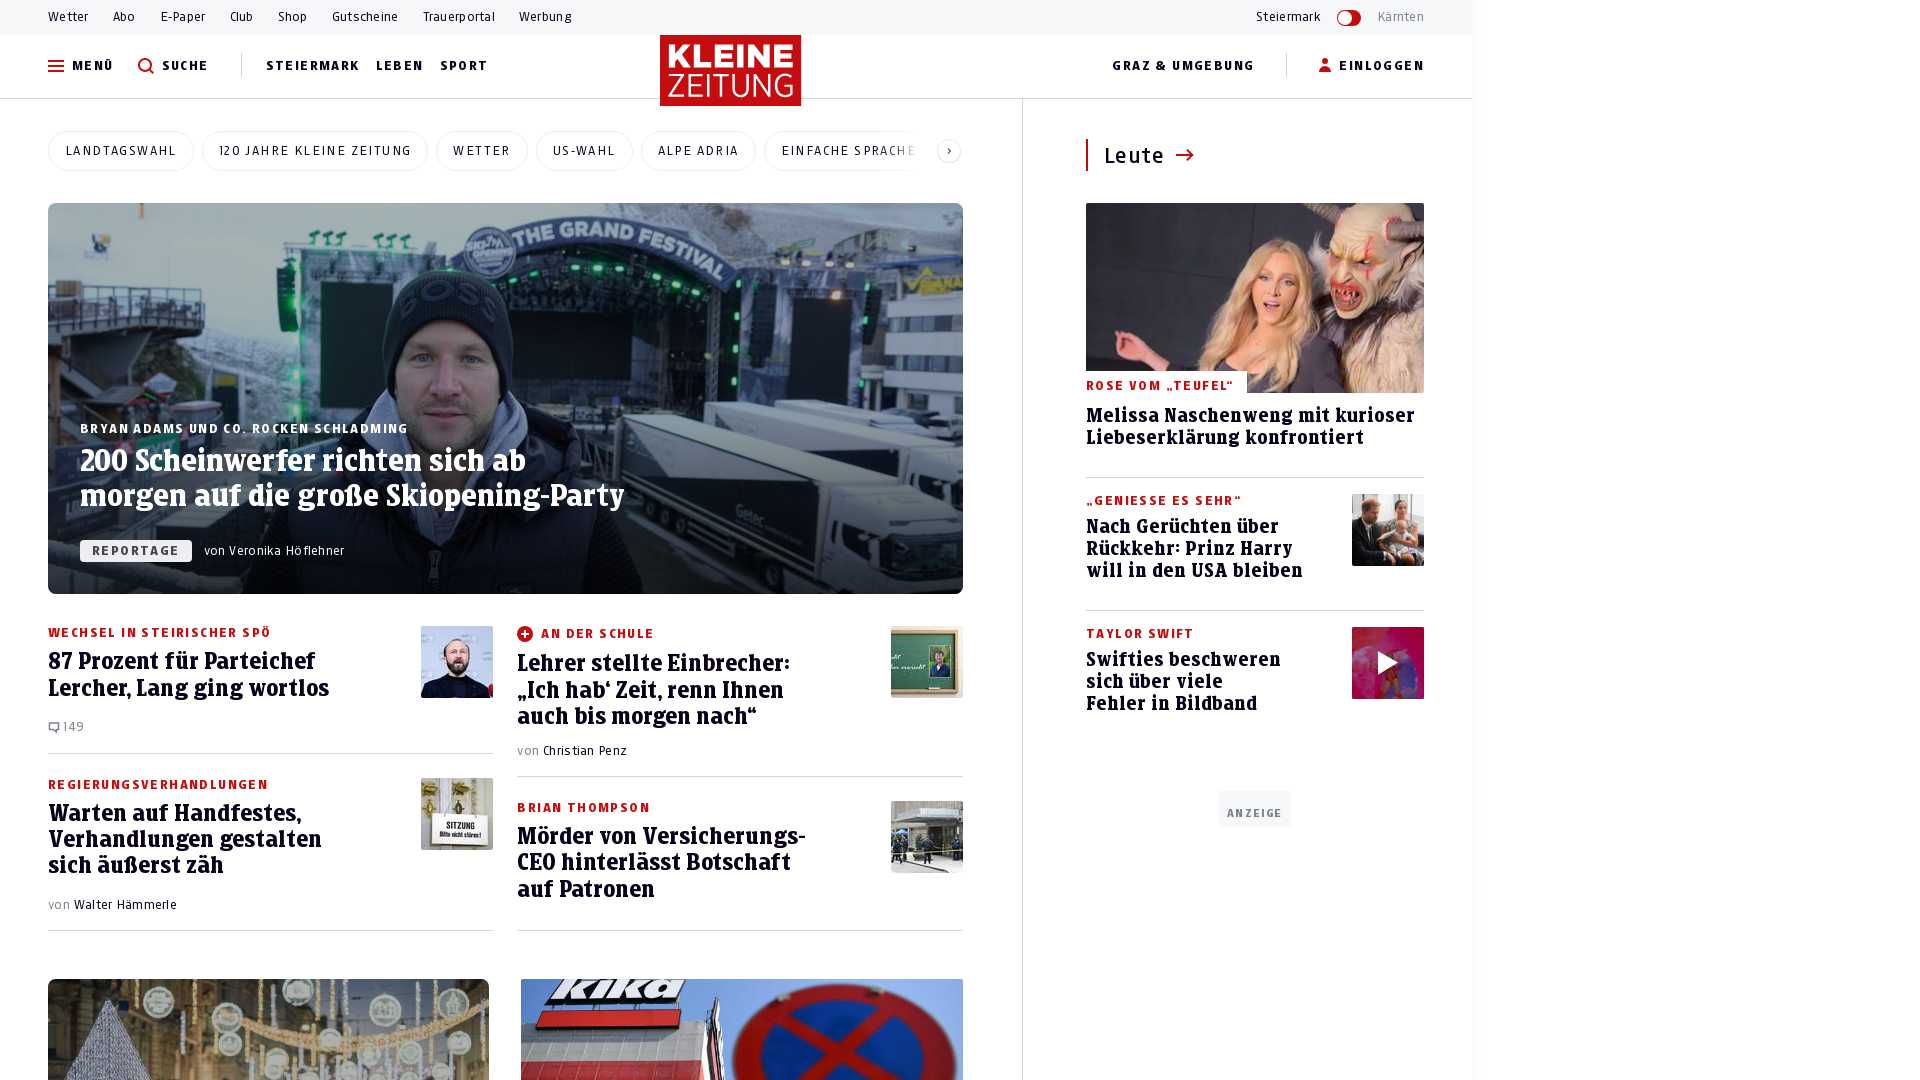 Wetter Abo E-Paper Club Shop Gutscheine Trauerportal Werbung Steiermark Kärnten
MENÜ SUCHE STEIERMARK LEBEN SPORT
KLEINE
ZEITUNG
GRAZ & UMGEBUNG EINLOGGEN
LANDTAGSWAHL 120 JAHRE KLEINE ZEITUNG WETTER US-WAHL ALPE ADRIA EINFACHE SPRACHE
THE GRAND FESTIVAL
SKI
OPENING
BRYAN ADAMS UND CO. ROCKEN SCHLADMING
200 Scheinwerfer richten sich ab
morgen auf die große Skiopening-Party
Getec
REPORTAGE von Veronika Höflehner
WECHSEL IN STEIRISCHER SPÖ
87 Prozent für Parteichef
Lercher, Lang ging wortlos
149
REGIERUNGSVERHANDLUNGEN
Warten auf Handfestes,
Verhandlungen gestalten
sich äußerst zäh
SITZUNG
Bitte nicht stören!
von Walter Hämmerle
AN DER SCHULE
Lehrer stellte Einbrecher:
„Ich hab‘ Zeit, renn Ihnen
auch bis morgen nach“
von Christian Penz
BRIAN THOMPSON
Mörder von Versicherungs-
CEO hinterlässt Botschaft
auf Patronen
kika
Leute
ROSE VOM „TEUFEL“
Melissa Naschenweng mit kurioser
Liebeserklärung konfrontiert
„GENIESSE ES SEHR“
Nach Gerüchten über
Rückkehr: Prinz Harry
will in den USA bleiben
TAYLOR SWIFT
Swifties beschweren
sich über viele
Fehler in Bildband
ANZEIGE